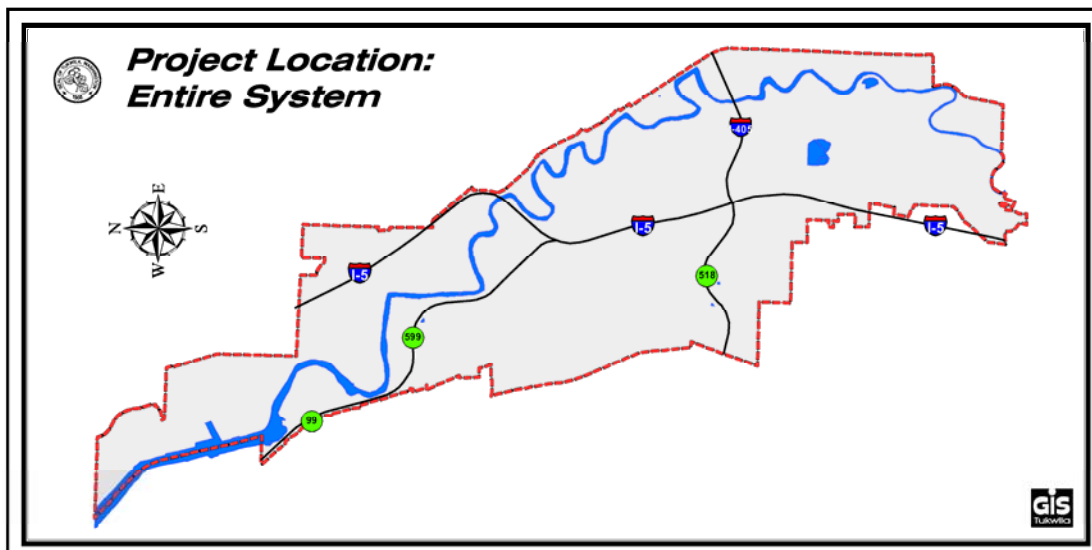 Project Location:
Entire System
E
N
S
W
I-405
I-5
I-5
I-5
518
599
99
GIS
Tukwila